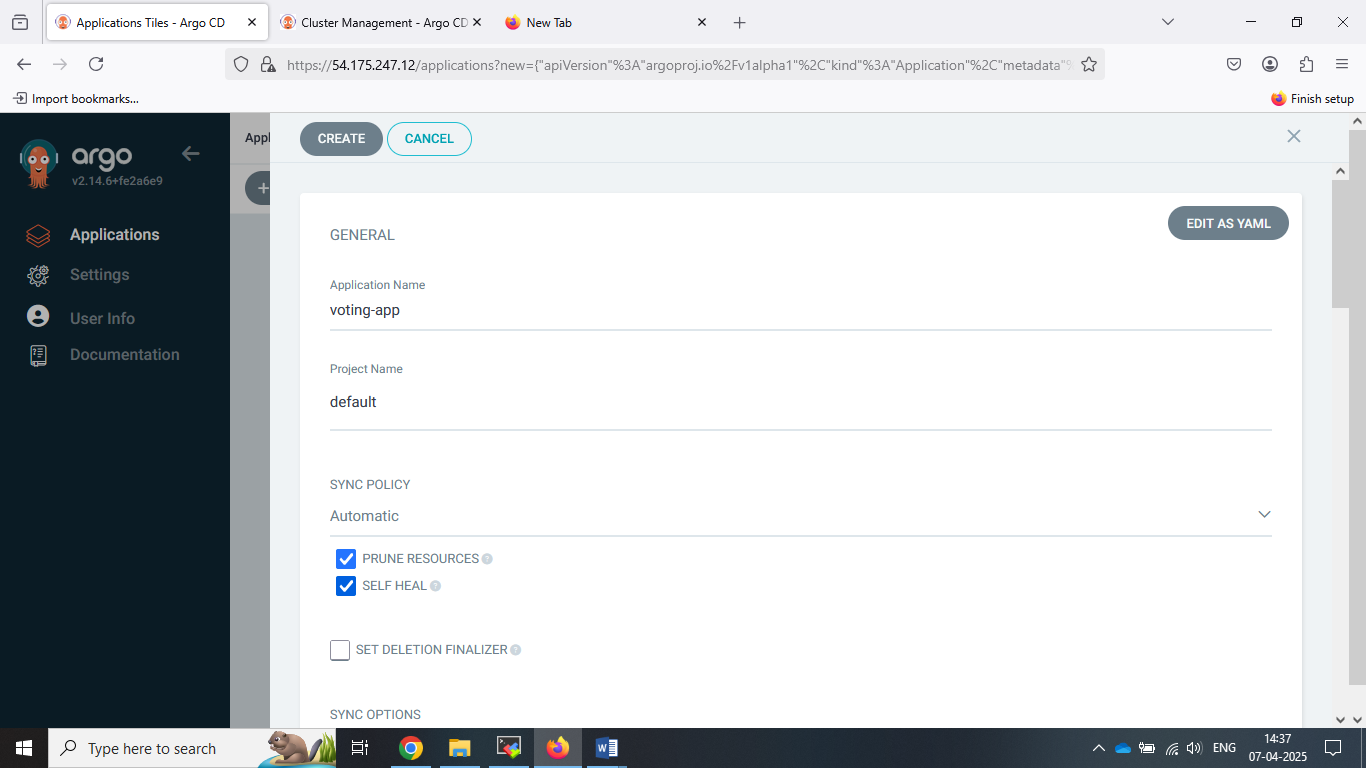 Applications Tiles - Argo CD
Cluster Management - Argo CD
New Tab
https://54.175.247.12/applications?new={"apiVersion"%3A"argoproj.io%2Fv1alpha1"%2C"kind"%3A"Application"%2C"metadata"%
Import bookmarks...
Finish setup
argo
v2.14.6+fe2a6e9
Applications
Settings
User Info
Documentation
Appl
+
CREATE
CANCEL
EDIT AS YAML
GENERAL
Application Name
voting-app
Project Name
default
SYNC POLICY
Automatic
PRUNE RESOURCES ?
SELF HEAL ?
SET DELETION FINALIZER ?
SYNC OPTIONS
Type here to search
ENG
14:37
07-04-2025